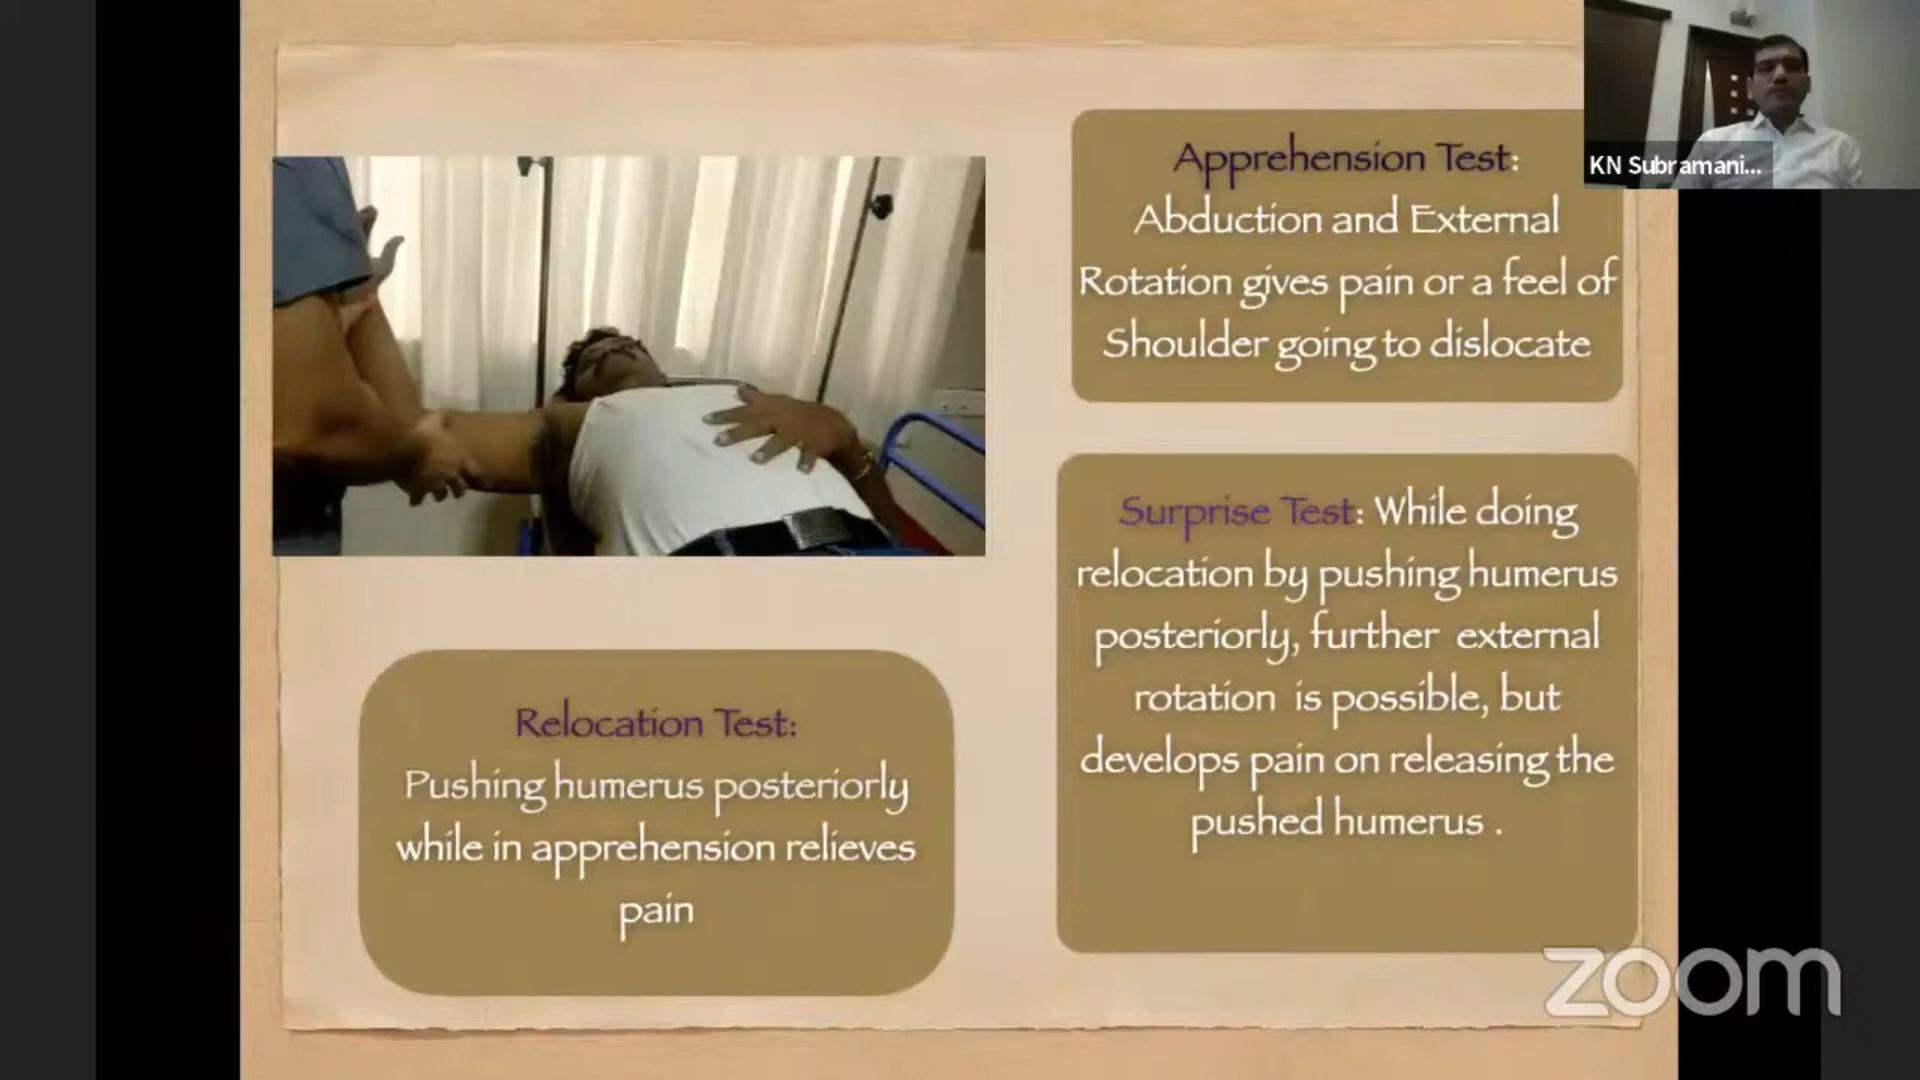 Apprehension Test:
Abduction and External
Rotation gives pain or a feel of
Shoulder going to dislocate
KN Subramani...
Surprise Test: While doing
relocation by pushing humerus
posteriorly, further external
rotation is possible, but
develops pain on releasing the
pushed humerus .
Relocation Test:
Pushing humerus posteriorly
while in apprehension relieves
pain
zoom